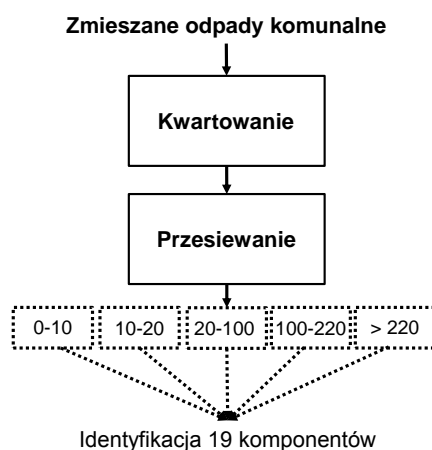 Zmieszane odpady komunalne
Kwartowanie
Przesiewanie
0-10 10-20 20-100 100-220 > 220
Identyfikacja 19 komponentów